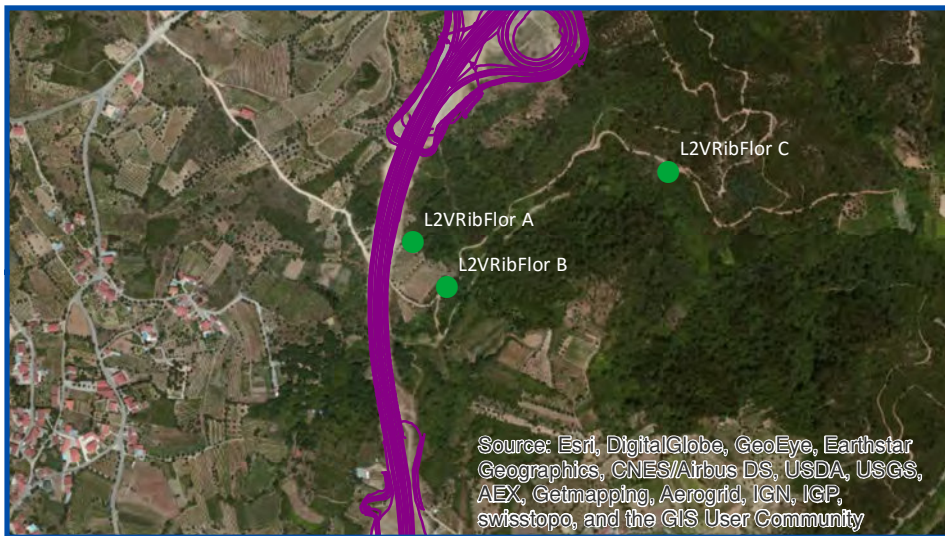 L2VRibFlor C
L2VRibFlor A
L2VRibFlor B
Source: Esri, DigitalGlobe, GeoEye, Earthstar
Geographics, CNES/Airbus DS, USDA, USGS,
AEX, Getmapping, Aerogrid, IGN, IGP,
swisstopo, and the GIS User Community